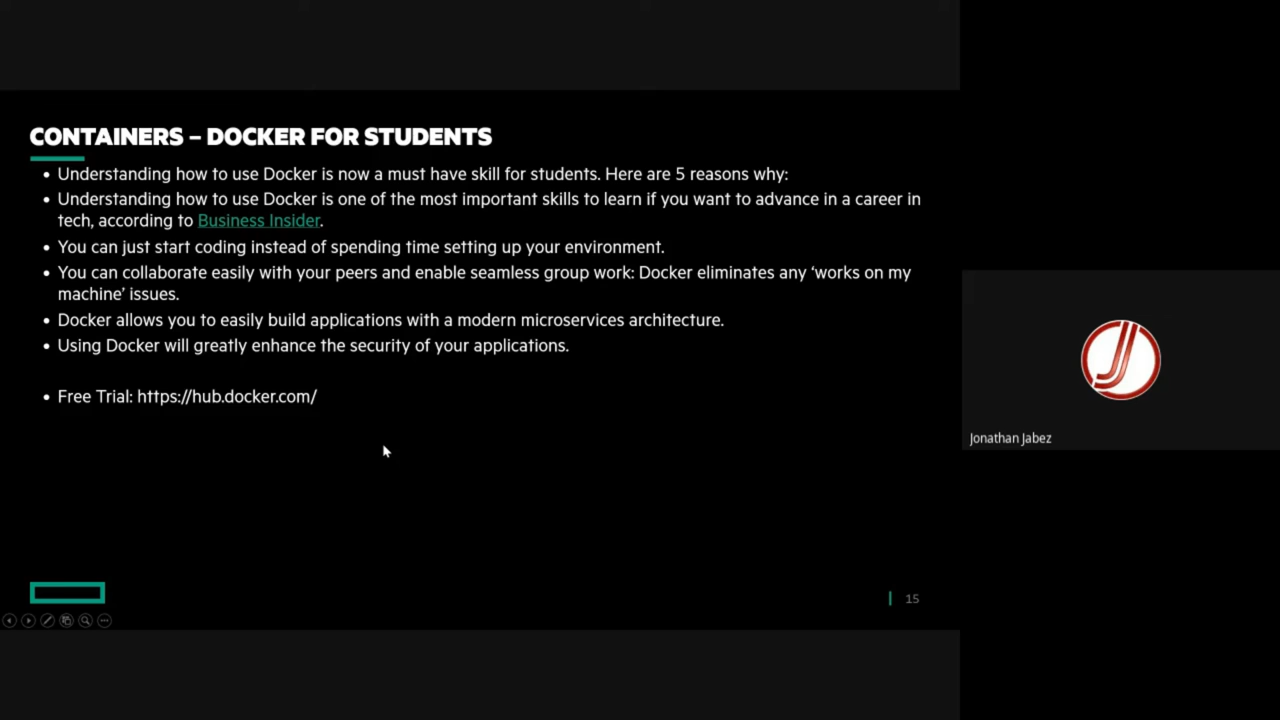 CONTAINERS – DOCKER FOR STUDENTS
• Understanding how to use Docker is now a must have skill for students. Here are 5 reasons why:
• Understanding how to use Docker is one of the most important skills to learn if you want to advance in a career in
tech, according to Business Insider.
• You can just start coding instead of spending time setting up your environment.
• You can collaborate easily with your peers and enable seamless group work: Docker eliminates any ‘works on my
machine’ issues.
• Docker allows you to easily build applications with a modern microservices architecture.
• Using Docker will greatly enhance the security of your applications.
• Free Trial: https://hub.docker.com/
Jonathan Jabez
15